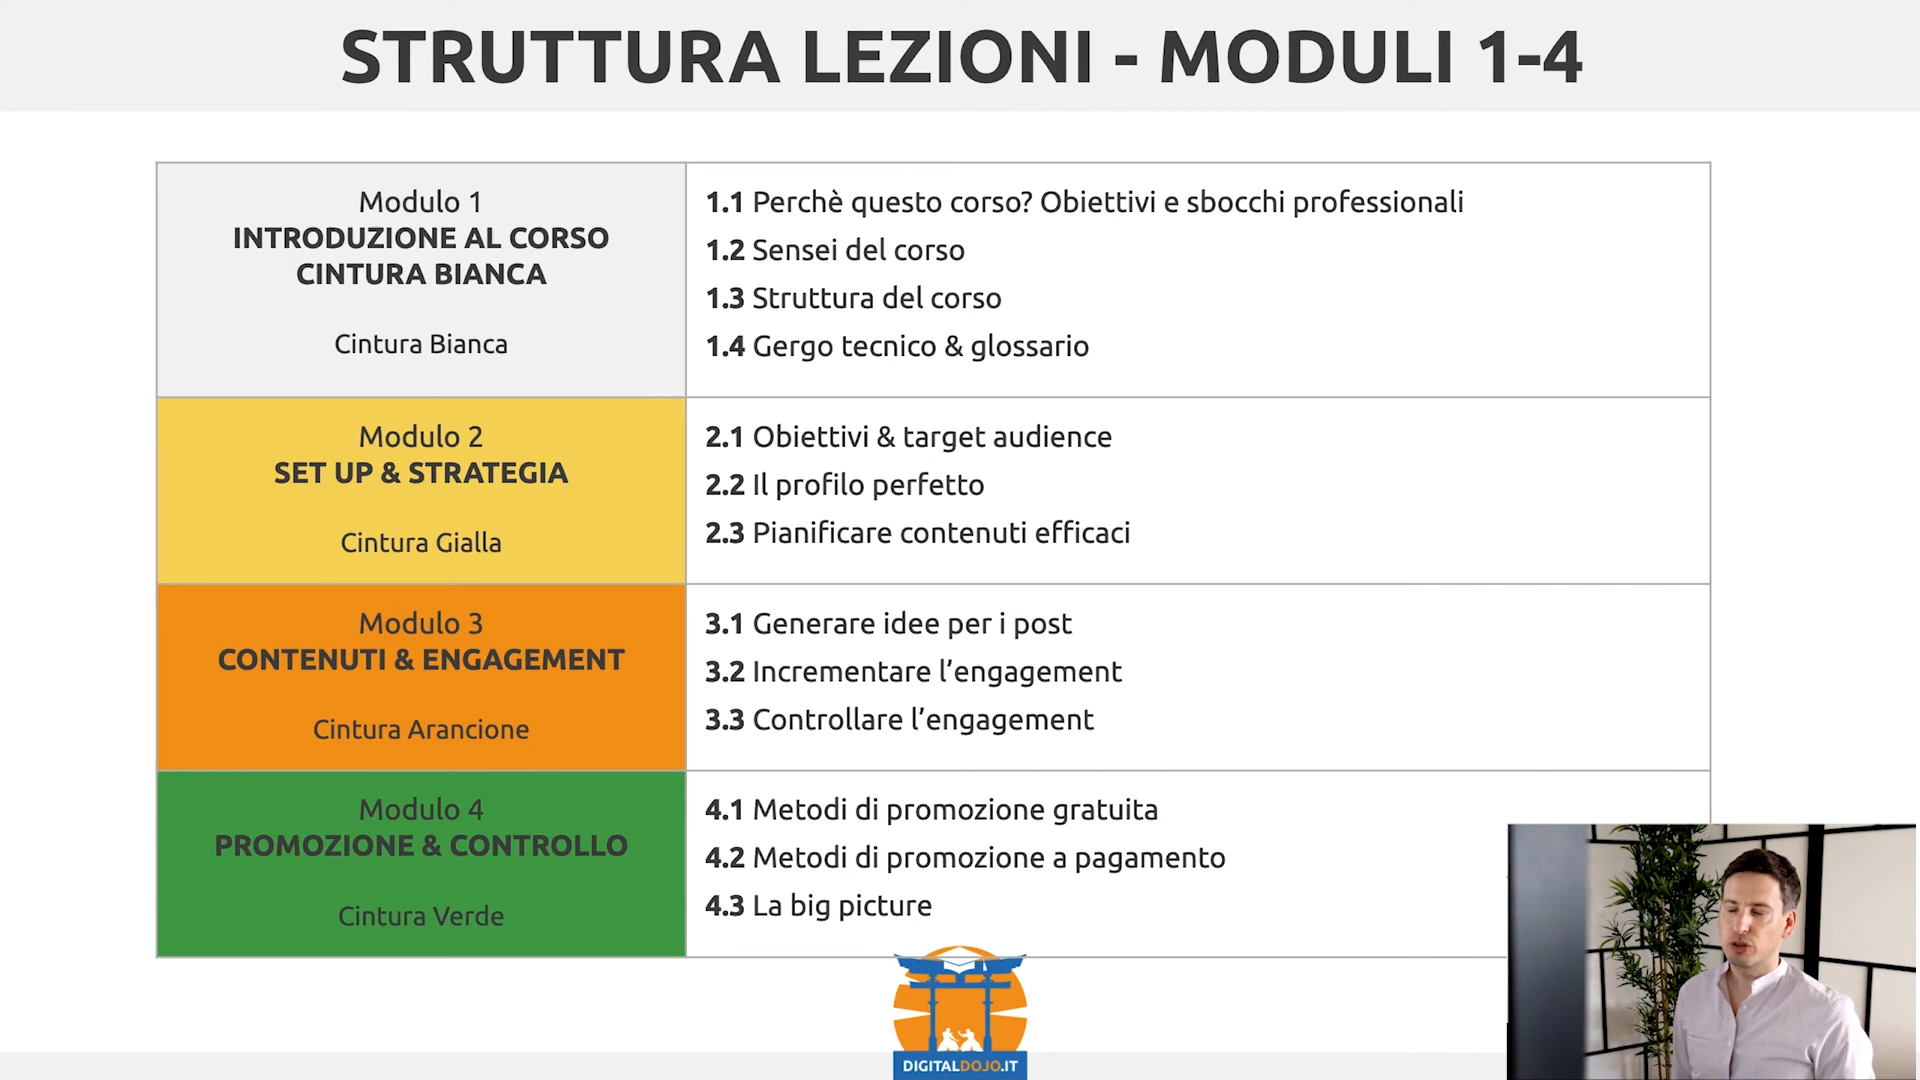 STRUTTURA LEZIONI - MODULI 1-4
Modulo 1
INTRODUZIONE AL CORSO
CINTURA BIANCA
Cintura Bianca
1.1 Perchè questo corso? Obiettivi e sbocchi professionali
1.2 Sensei del corso
1.3 Struttura del corso
1.4 Gergo tecnico & glossario
Modulo 2
SET UP & STRATEGIA
Cintura Gialla
2.1 Obiettivi & target audience
2.2 Il profilo perfetto
2.3 Pianificare contenuti efficaci
Modulo 3
CONTENUTI & ENGAGEMENT
Cintura Arancione
3.1 Generare idee per i post
3.2 Incrementare l’engagement
3.3 Controllare l’engagement
Modulo 4
PROMOZIONE & CONTROLLO
Cintura Verde
4.1 Metodi di promozione gratuita
4.2 Metodi di promozione a pagamento
4.3 La big picture
DIGITALDOJO.IT